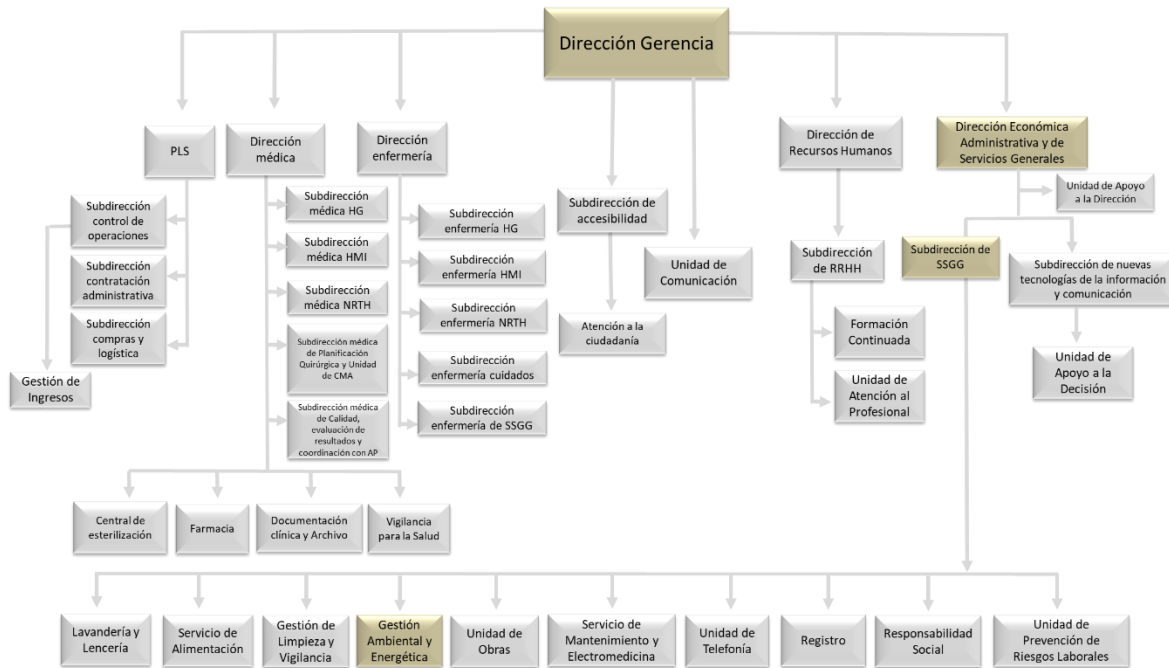 Dirección Gerencia
PLS
Dirección
médica
Dirección
enfermería
Dirección de
Recursos Humanos
Dirección Económica
Administrativa y de
Servicios Generales
Unidad de Apoyo
a la Dirección
Subdirección
control de
operaciones
Subdirección
contratación
administrativa
Subdirección
compras y
logística
Gestión de
Ingresos
Subdirección
médica HG
Subdirección
médica HMI
Subdirección
médica NRTH
Subdirección médica
de Planificación
Quirúrgica y Unidad
de CMA
Subdirección médica
de Calidad,
evaluación de
resultados y
coordinación con AP
Subdirección
enfermería HG
Subdirección
enfermería HMI
Subdirección
enfermería NRTH
Subdirección
enfermería cuidados
Subdirección
enfermería de SSGG
Subdirección de
accesibilidad
Unidad de
Comunicación
Atención a la
ciudadanía
Subdirección
de RRHH
Formación
Continuada
Unidad de
Atención al
Profesional
Subdirección de
SSGG
Subdirección de nuevas
tecnologías de la información
y comunicación
Unidad de
Apoyo a la
Decisión
Central de
esterilización
Farmacia
Documentación
clínica y Archivo
Vigilancia
para la Salud
Lavandería y
Lencería
Servicio de
Alimentación
Gestión de
Limpieza y
Vigilancia
Gestión
Ambiental y
Energética
Unidad de
Obras
Servicio de
Mantenimiento y
Electromedicina
Unidad de
Telefonía
Registro
Responsabilidad
Social
Unidad de
Prevención de
Riesgos Laborales